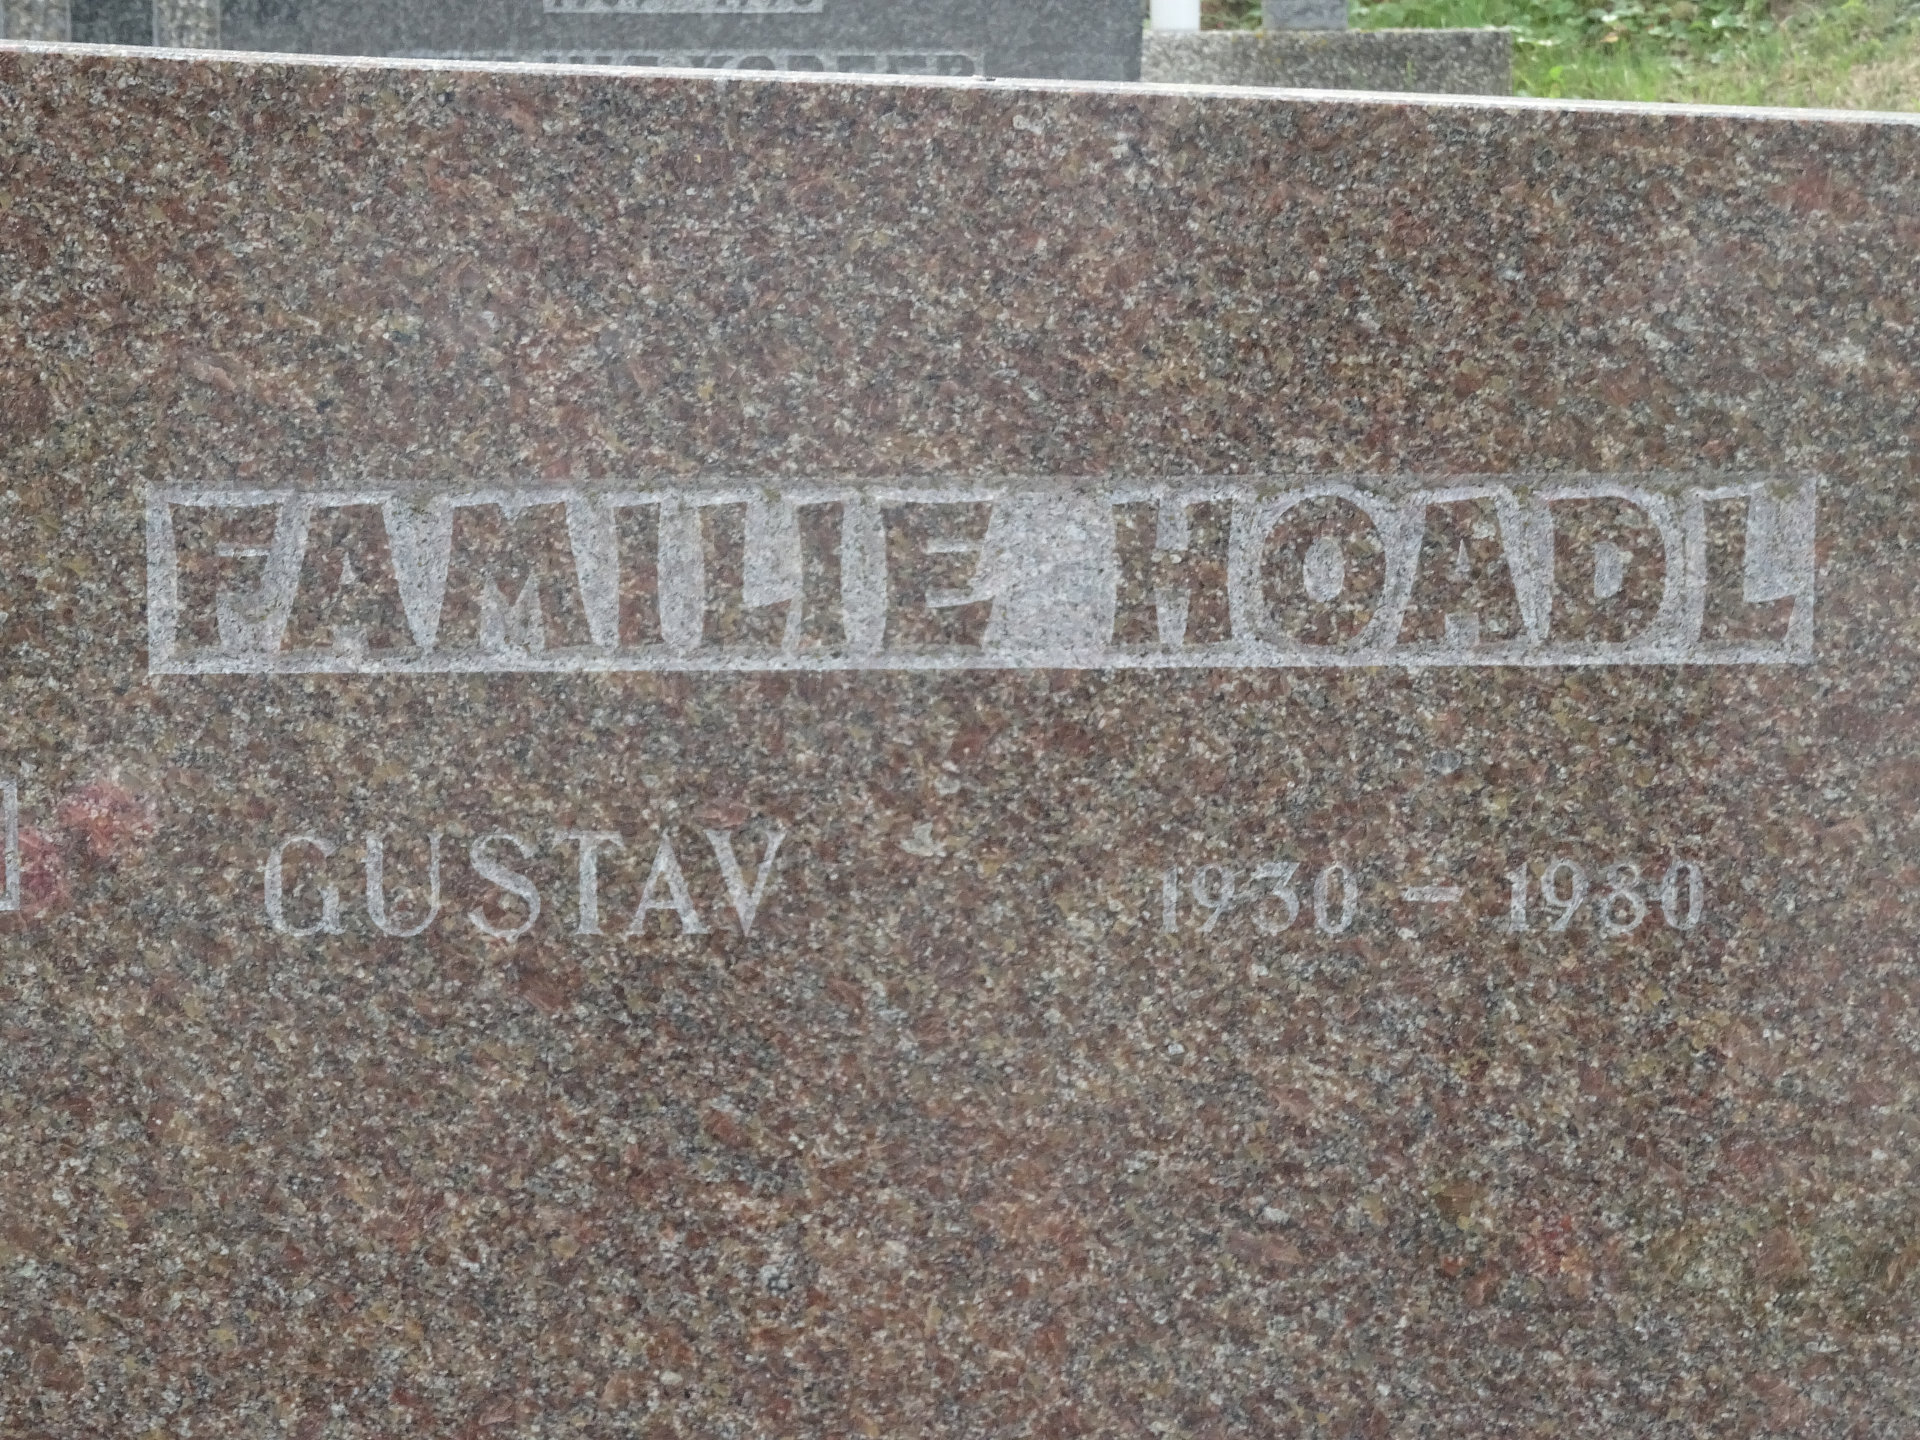 FAMILIE HOADL
GUSTAV 1930 – 1980